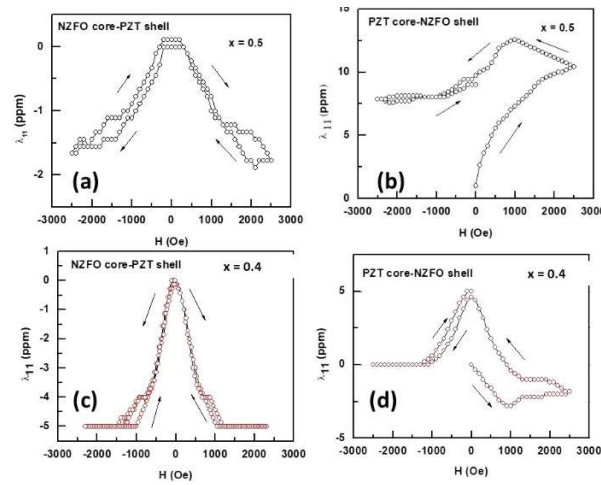 NZFO core-PZT shell
x = 0.5
0
-1
-2
λ11 (ppm)
(a)
-3000 -2000 -1000 0 1000 2000 3000
H (Oe)
PZT core-NZFO shell
x = 0.5
15
10
5
0
λ11 (ppm)
(b)
-3000 -2000 -1000 0 1000 2000 3000
H (Oe)
NZFO core-PZT shell
x = 0.4
1
0
-1
-2
-3
-4
-5
λ11 (ppm)
(c)
-3000 -2000 -1000 0 1000 2000 3000
H (Oe)
PZT core-NZFO shell
x = 0.4
5
0
-5
λ11 (ppm)
(d)
-3000 -2000 -1000 0 1000 2000 3000
H (Oe)